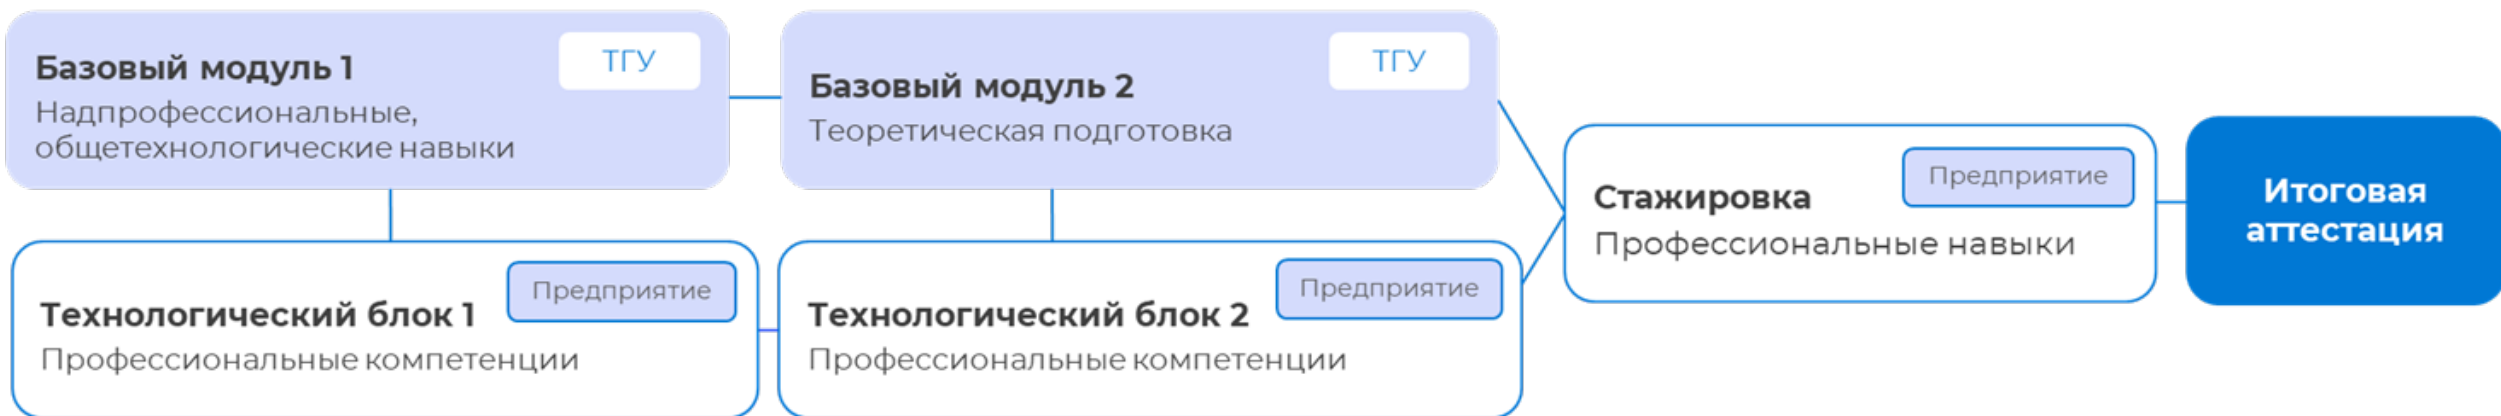 Базовый модуль 1
ТГУ
Надпрофессиональные,
общетехнологические навыки
Базовый модуль 2
ТГУ
Теоретическая подготовка
Технологический блок 1
Предприятие
Профессиональные компетенции
Технологический блок 2
Предприятие
Профессиональные компетенции
Стажировка
Предприятие
Профессиональные навыки
Итоговая
аттестация